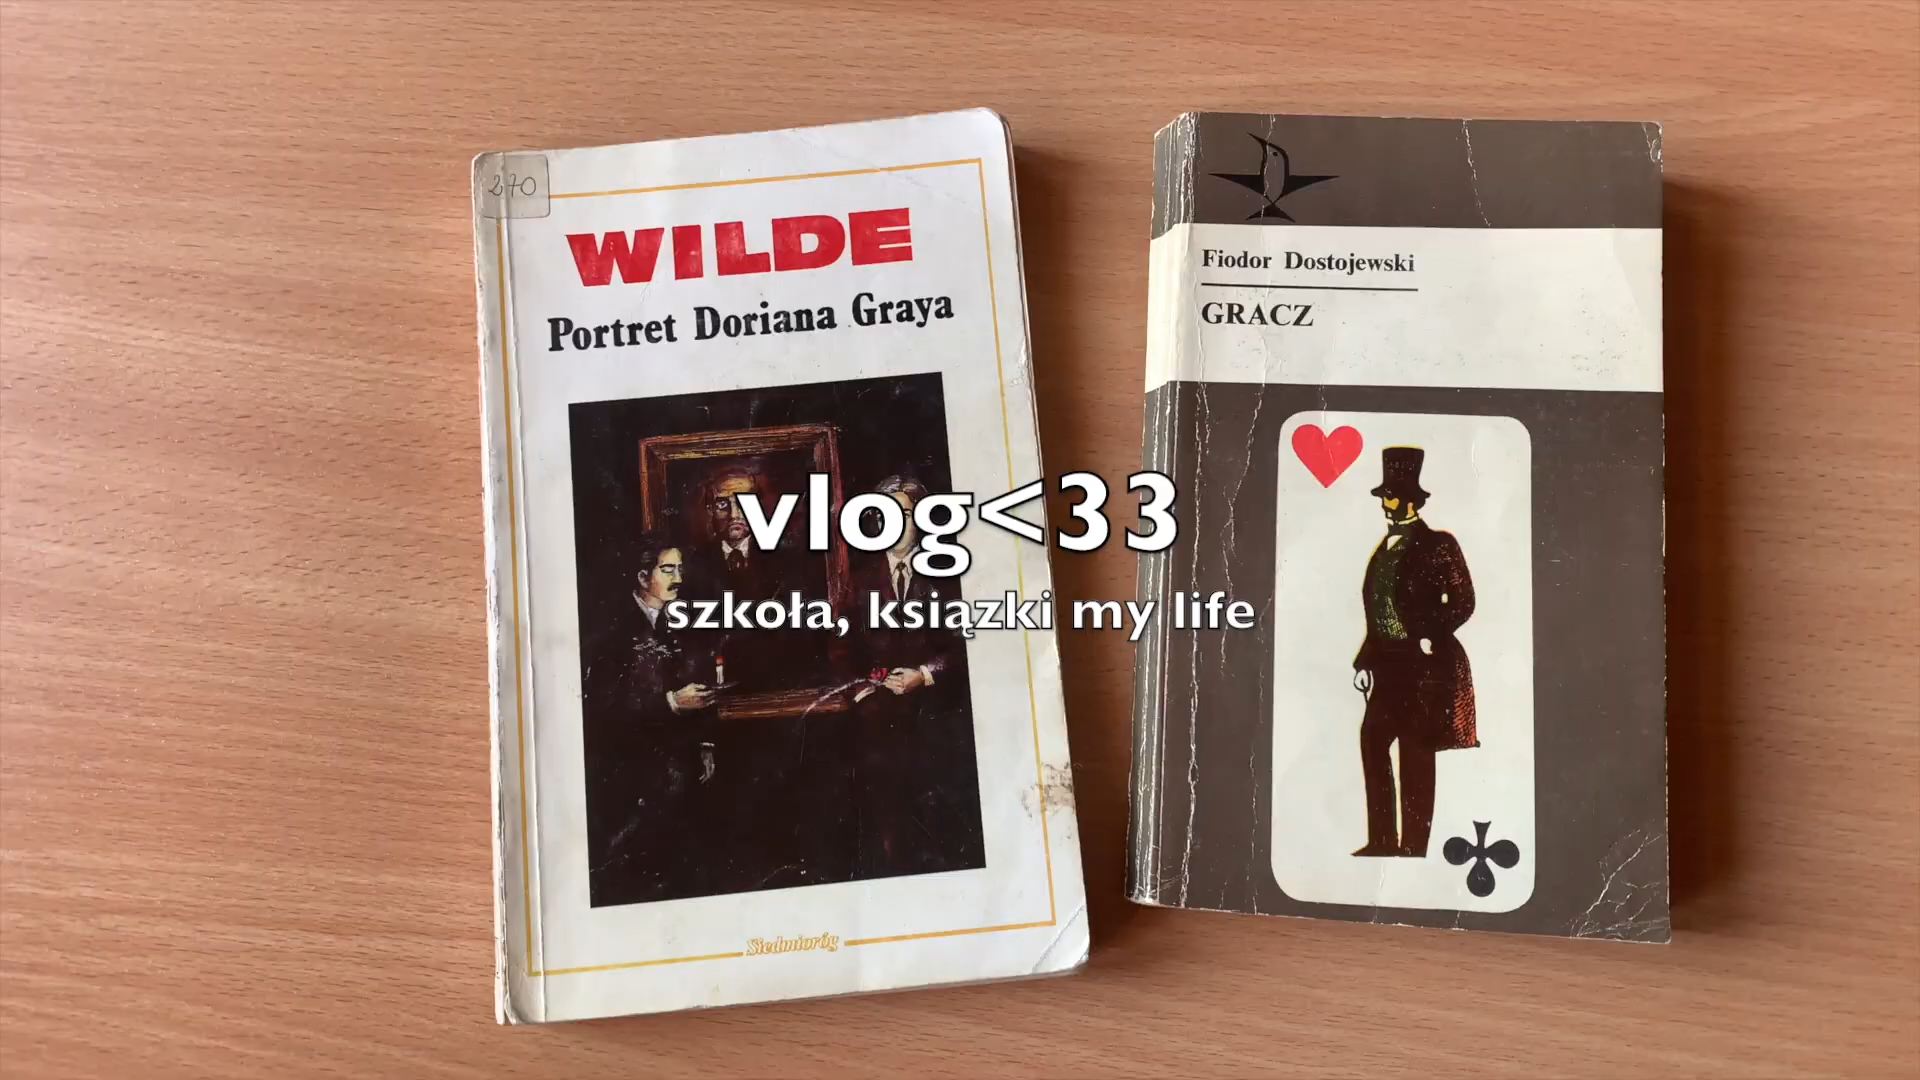 270
WILDE
Portret Doriana Graya
Siedmioróg
Fiodor Dostojewski
GRACZ
vlog<33
szkoła, ksiązki my life